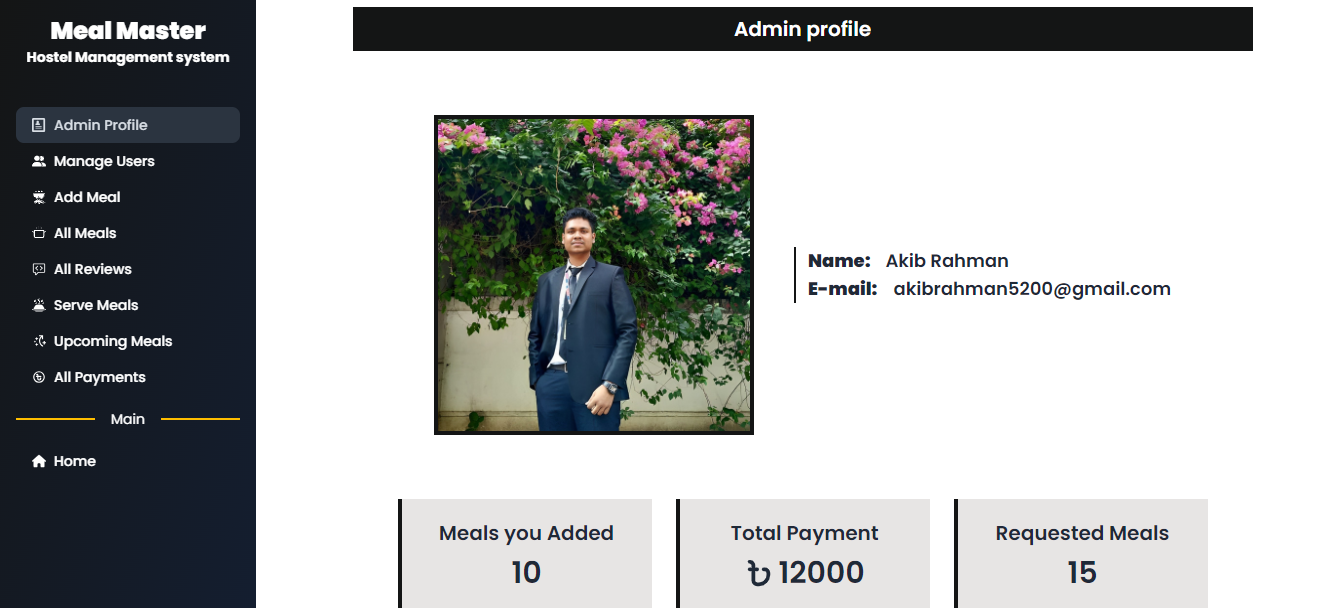 Meal Master
Hostel Management system
Admin Profile
Manage Users
Add Meal
All Meals
All Reviews
Serve Meals
Upcoming Meals
All Payments
Main
Home
Admin profile
Name: Akib Rahman
E-mail: akibrahman5200@gmail.com
Meals you Added
10
Total Payment
৳ 12000
Requested Meals
15